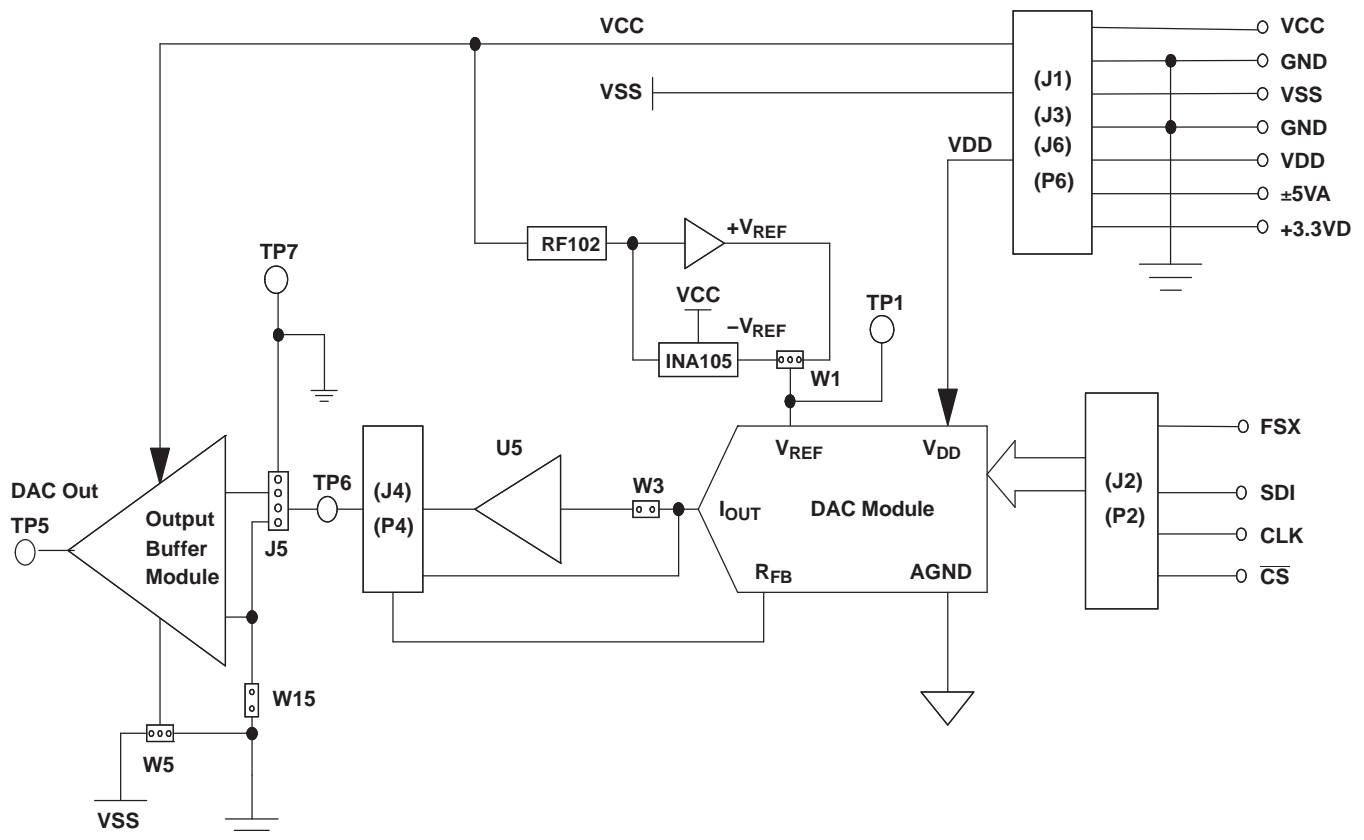 VCC
VCC
GND
(J1)
VSS
VSS
(J3)
GND
VDD
(J6)
VDD
(P6)
±5VA
+3.3VD
TP7
RF102
+VREF
VCC
TP1
–VREF
INA105
W1
U5
VREF
VDD
FSX
DAC Out
TP6
(J4)
W3
(J2)
SDI
TP5
Output
(P4)
IOUT
DAC Module
(P2)
Buffer
J5
CLK
Module
RFB
AGND
CS
W15
W5
VSS